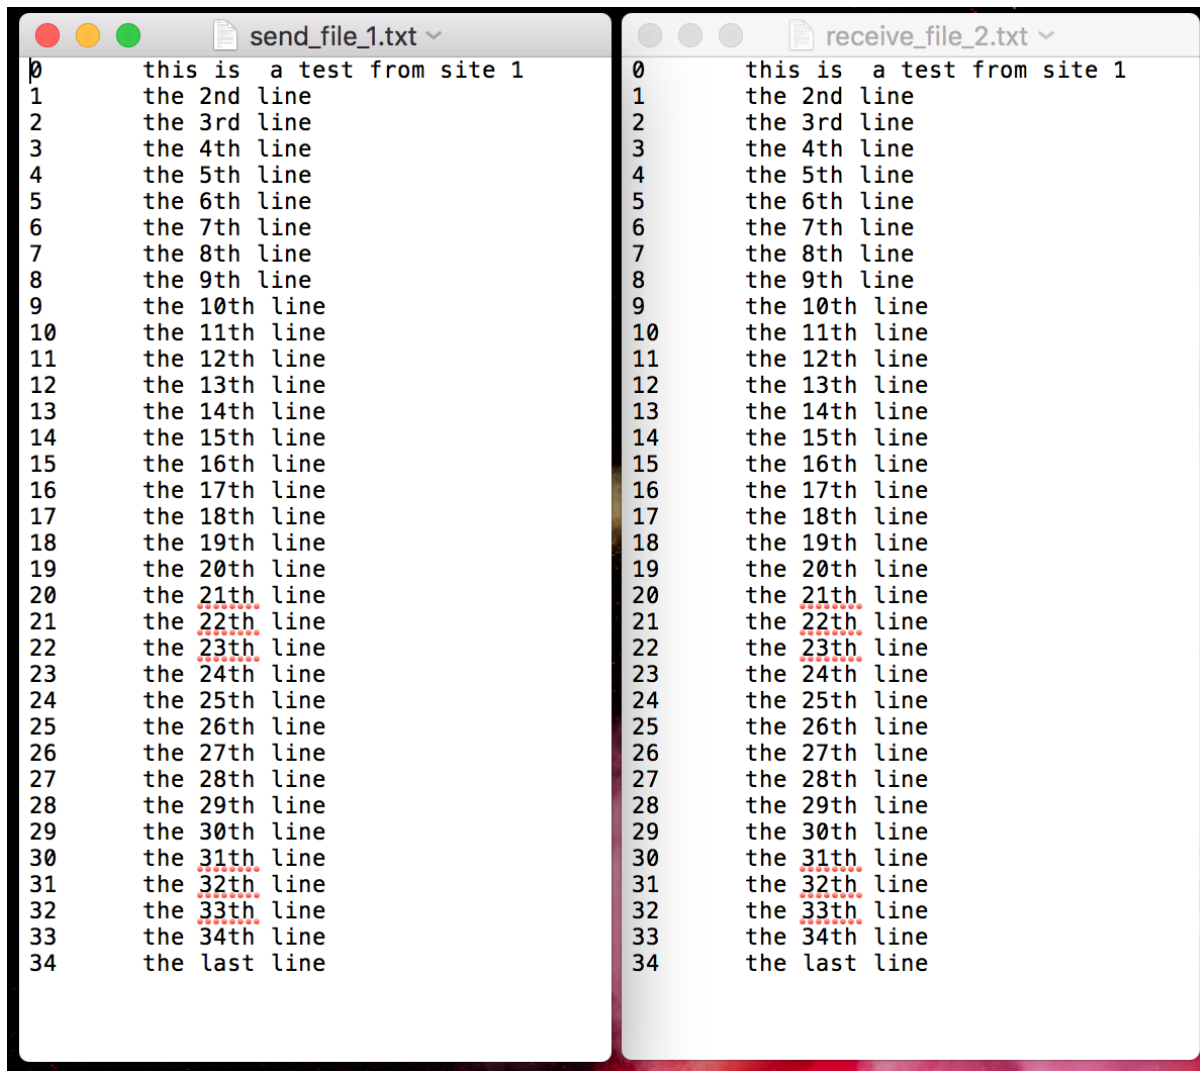 send_file_1.txt
0 this is  a test from site 1
1 the 2nd line
2 the 3rd line
3 the 4th line
4 the 5th line
5 the 6th line
6 the 7th line
7 the 8th line
8 the 9th line
9 the 10th line
10 the 11th line
11 the 12th line
12 the 13th line
13 the 14th line
14 the 15th line
15 the 16th line
16 the 17th line
17 the 18th line
18 the 19th line
19 the 20th line
20 the 21th line
21 the 22th line
22 the 23th line
23 the 24th line
24 the 25th line
25 the 26th line
26 the 27th line
27 the 28th line
28 the 29th line
29 the 30th line
30 the 31th line
31 the 32th line
32 the 33th line
33 the 34th line
34 the last line
receive_file_2.txt
0 this is  a test from site 1
1 the 2nd line
2 the 3rd line
3 the 4th line
4 the 5th line
5 the 6th line
6 the 7th line
7 the 8th line
8 the 9th line
9 the 10th line
10 the 11th line
11 the 12th line
12 the 13th line
13 the 14th line
14 the 15th line
15 the 16th line
16 the 17th line
17 the 18th line
18 the 19th line
19 the 20th line
20 the 21th line
21 the 22th line
22 the 23th line
23 the 24th line
24 the 25th line
25 the 26th line
26 the 27th line
27 the 28th line
28 the 29th line
29 the 30th line
30 the 31th line
31 the 32th line
32 the 33th line
33 the 34th line
34 the last line